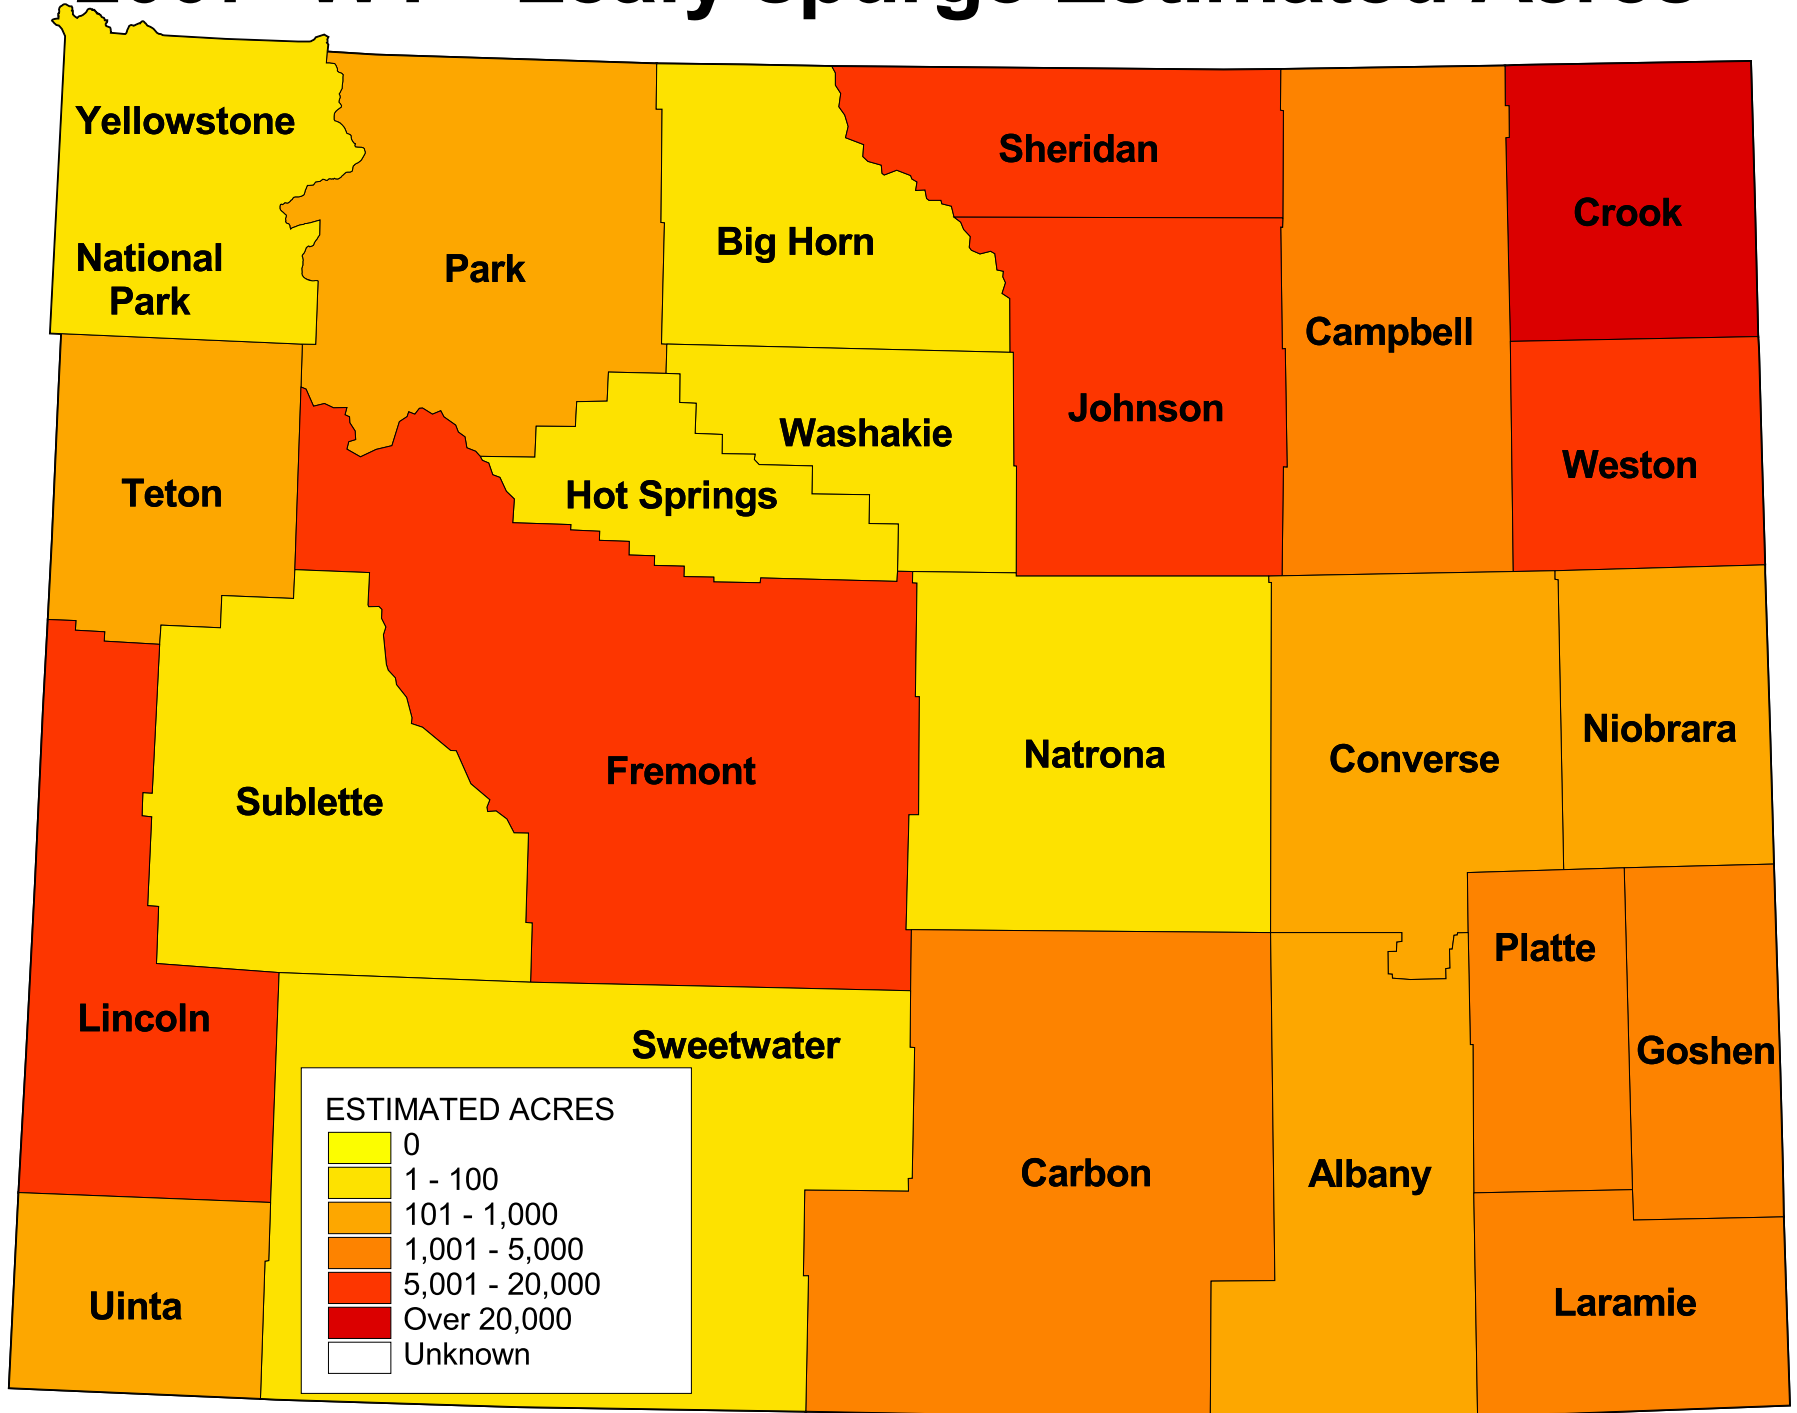 Yellowstone
National
Park
Park
Big Horn
Sheridan
Crook
Campbell
Johnson
Washakie
Hot Springs
Weston
Teton
Fremont
Sublette
Natrona
Converse
Niobrara
Platte
Goshen
Lincoln
Sweetwater
Carbon
Albany
Uinta
Laramie
ESTIMATED ACRES
0
1 - 100
101 - 1,000
1,001 - 5,000
5,001 - 20,000
Over 20,000
Unknown